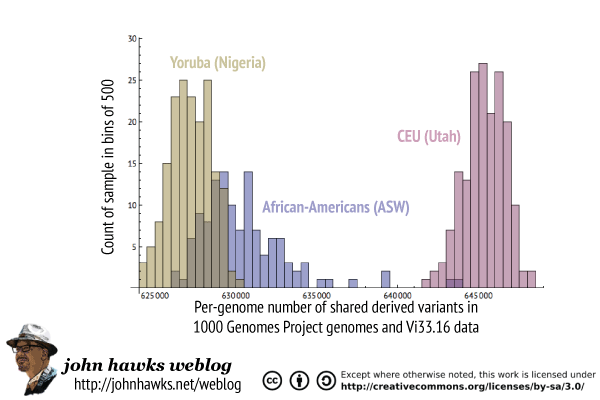 Yoruba (Nigeria)
CEU (Utah)
African-Americans (ASW)
Count of sample in bins of 500
30
25
20
15
10
5
625000 630000 635000 640000 645000
Per-genome number of shared derived variants in
1000 Genomes Project genomes and Vi33.16 data
john hawks weblog
http://johnhawks.net/weblog
cc
Except where otherwise noted, this work is licensed under
http://creativecommons.org/licenses/by-sa/3.0/